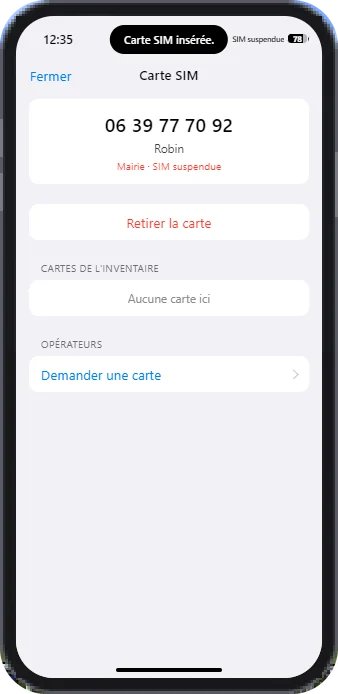 12:35
Carte SIM insérée.
SIM suspendue
78
Fermer
Carte SIM
06 39 77 70 92
Robin
Mairie · SIM suspendue
Retirer la carte
CARTES DE L'INVENTAIRE
Aucune carte ici
OPÉRATEURS
Demander une carte